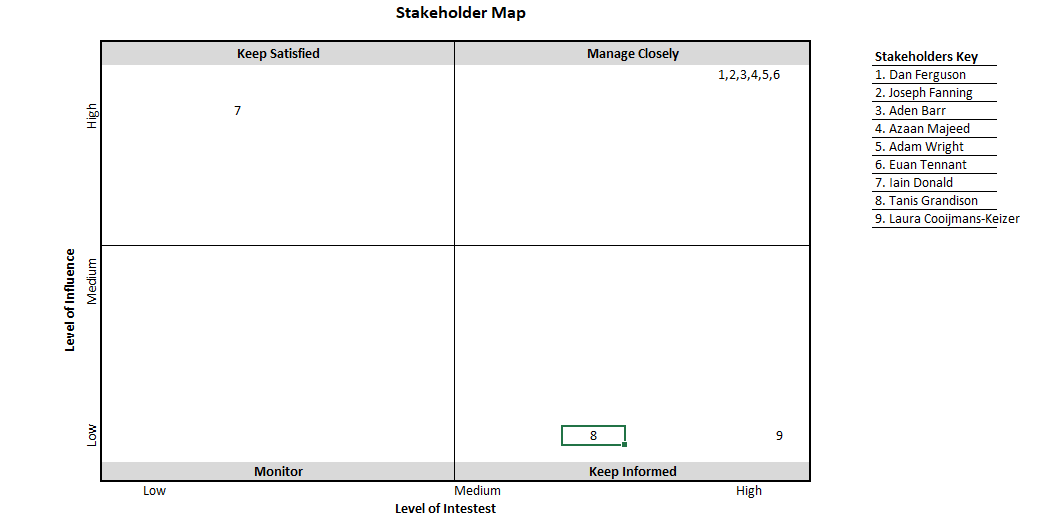 Stakeholder Map
Keep Satisfied
Manage Closely
1,2,3,4,5,6
7
High
Medium
Low
Level of Influence
8
9
Monitor
Keep Informed
Low
Medium
High
Level of Intestest
Stakeholders Key
1. Dan Ferguson
2. Joseph Fanning
3. Aden Barr
4. Azaan Majeed
5. Adam Wright
6. Euan Tennant
7. Iain Donald
8. Tanis Grandison
9. Laura Cooijmans-Keizer